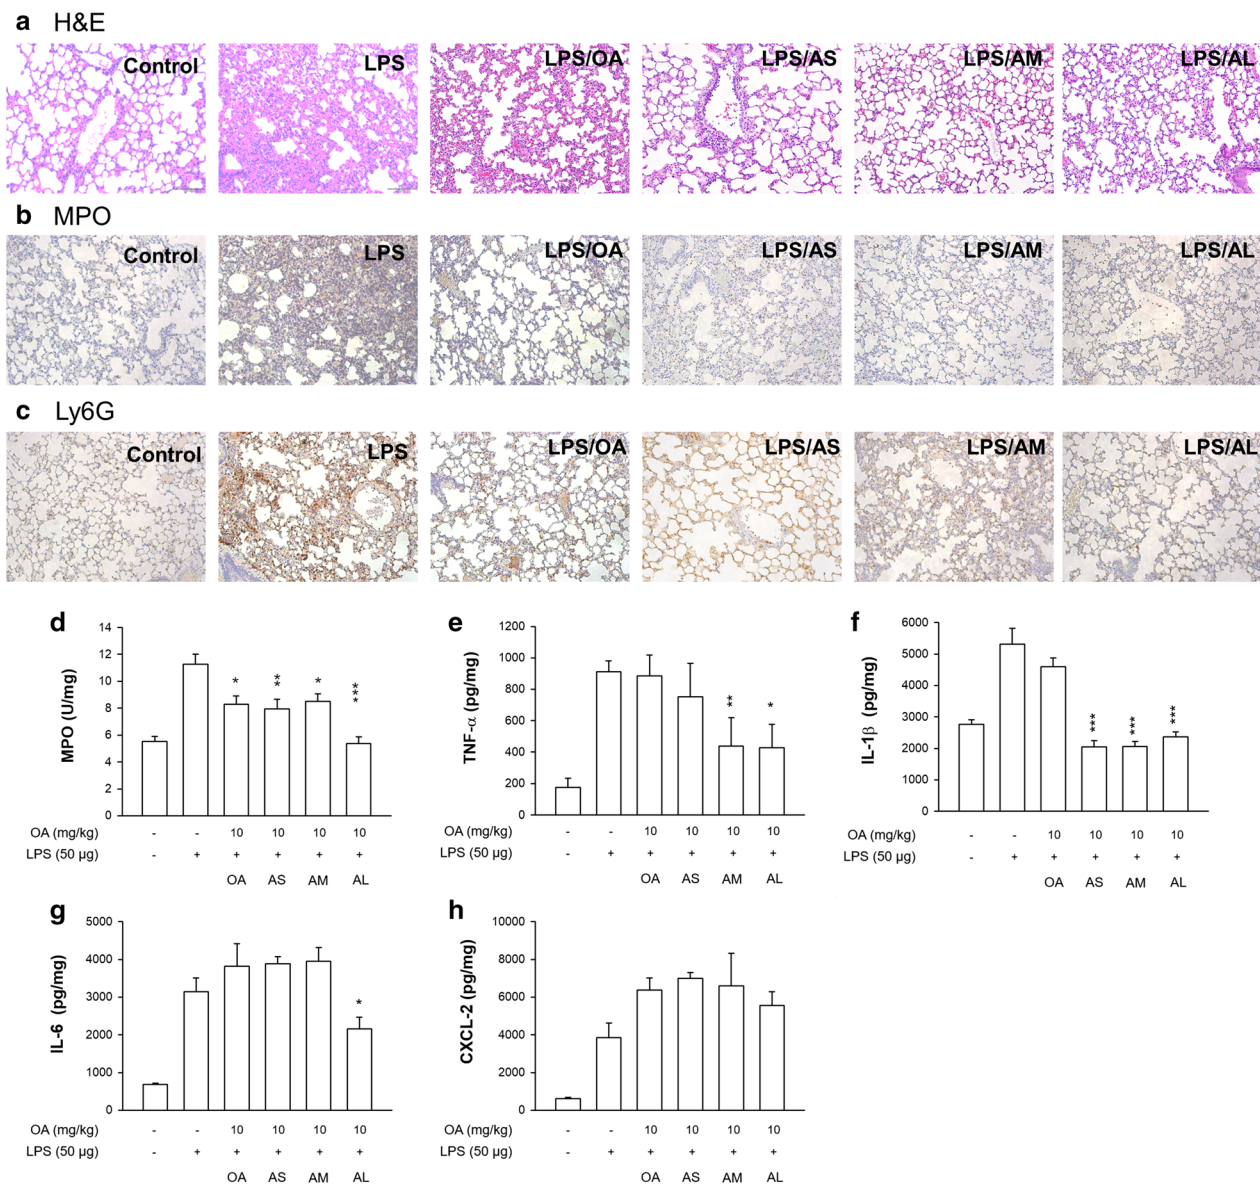 a H&E
Control LPS LPS/OA LPS/AS LPS/AM LPS/AL
b MPO
Control LPS LPS/OA LPS/AS LPS/AM LPS/AL
c Ly6G
Control LPS LPS/OA LPS/AS LPS/AM LPS/AL
d
MPO (U/mg)
14
12
10
8
6
4
2
0
* ** * ***
OA (mg/kg) - - 10 10 10 10
LPS (50 µg) - + + + + +
OA AS AM AL
e
TNF-α (pg/mg)
1200
1000
800
600
400
200
0
** *
OA (mg/kg) - - 10 10 10 10
LPS (50 µg) - + + + + +
OA AS AM AL
f
IL-1β (pg/mg)
6000
5000
4000
3000
2000
1000
0
*** *** ***
OA (mg/kg) - - 10 10 10 10
LPS (50 µg) - + + + + +
OA AS AM AL
g
IL-6 (pg/mg)
5000
4000
3000
2000
1000
0
*
OA (mg/kg) - - 10 10 10 10
LPS (50 µg) - + + + + +
OA AS AM AL
h
CXCL-2 (pg/mg)
10000
8000
6000
4000
2000
0
OA (mg/kg) - - 10 10 10 10
LPS (50 µg) - + + + + +
OA AS AM AL